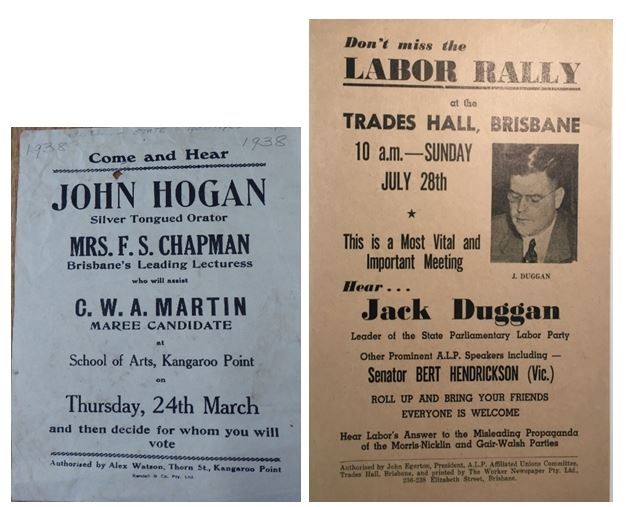 1938
1938
Come and Hear
JOHN HOGAN
Silver Tongued Orator
MRS. F. S. CHAPMAN
Brisbane's Leading Lecturess
who will assist
C. W. A. MARTIN
MAREE CANDIDATE
at
School of Arts, Kangaroo Point
on
Thursday, 24th March
and then decide for whom you will
vote
Authorised by Alex Watson, Thorn St., Kangaroo Point
Randall & Co. Pty. Ltd.
Don't miss the
LABOR RALLY
at the
TRADES HALL, BRISBANE
10 a.m.—SUNDAY
JULY 28th
★
This is a Most Vital and
Important Meeting
J. DUGGAN
Hear . . .
Jack Duggan
Leader of the State Parliamentary Labor Party
Other Prominent A.L.P. Speakers including —
Senator BERT HENDRICKSON (Vic.)
ROLL UP AND BRING YOUR FRIENDS
EVERYONE IS WELCOME
Hear Labor's Answer to the Misleading Propaganda
of the Morris-Nicklin and Gair-Walsh Parties
Authorised by John Egerton, President, A.L.P. Affiliated Unions Committee,
Trades Hall, Brisbane, and printed by The Worker Newspaper Pty. Ltd.,
236-238 Elizabeth Street, Brisbane.